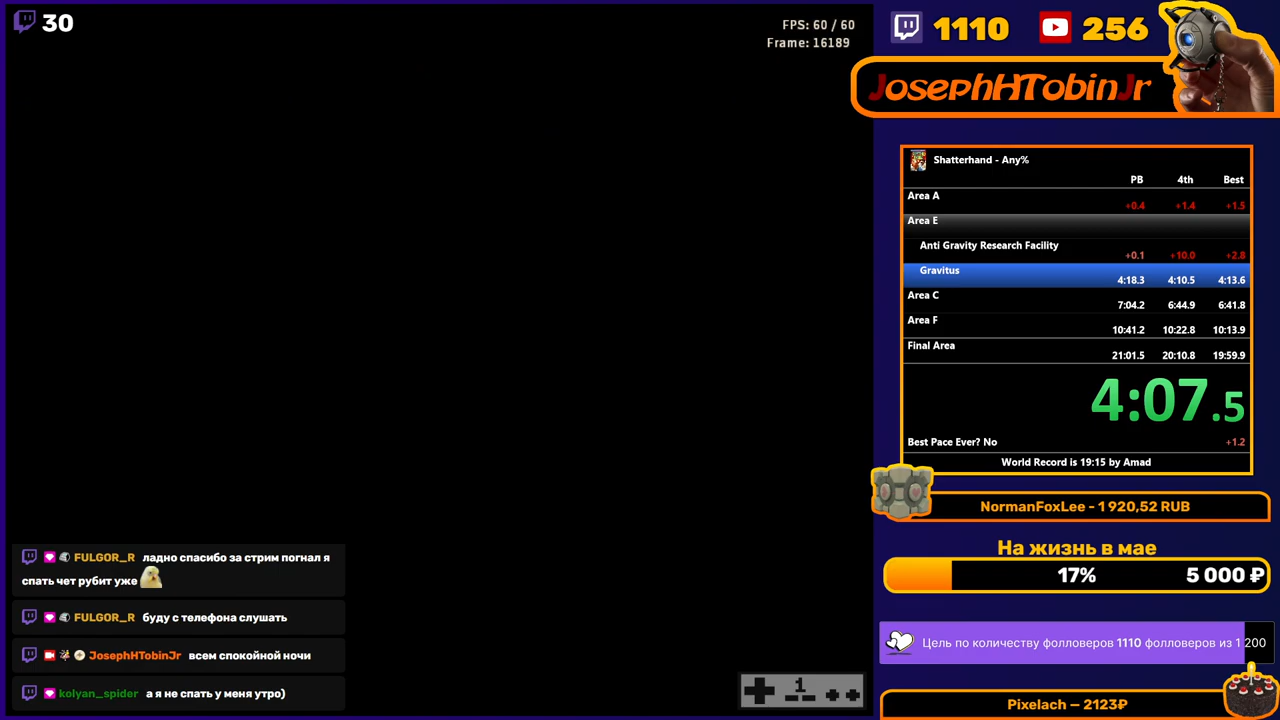 30
FPS: 60 / 60
Frame: 16189
1110
256
JosephHTobinJr
Shatterhand - Any%
PB 4th Best
Area A
+0.4 +1.4 +1.5
Area E
Anti Gravity Research Facility
+0.1 +10.0 +2.8
Gravitus
4:18.3 4:10.5 4:13.6
Area C
7:04.2 6:44.9 6:41.8
Area F
10:41.2 10:22.8 10:13.9
Final Area
21:01.5 20:10.8 19:59.9
4:07.5
Best Pace Ever? No +1.2
World Record is 19:15 by Amad
NormanFoxLee - 1 920,52 RUB
На жизнь в мае
17% 5 000 ₽
Цель по количеству фолловеров 1110 фолловеров из 1 200
Pixelach — 2123₽
FULGOR_R ладно спасибо за стрим погнал я
спать чет рубит уже
FULGOR_R буду с телефона слушать
JosephHTobinJr всем спокойной ночи
kolyan_spider а я не спать у меня утро)
1